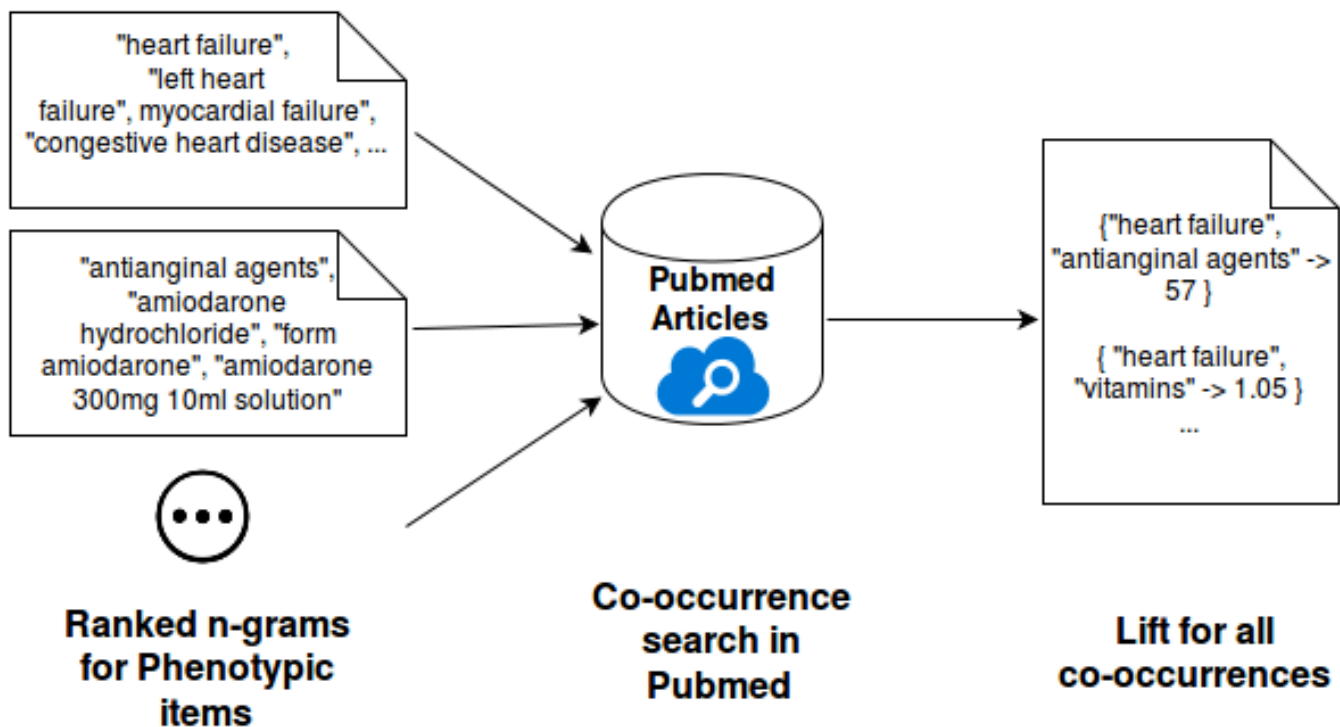 "heart failure",
"left heart
failure", myocardial failure",
"congestive heart disease", ...
"antianginal agents",
"amiodarone
hydrochloride", "form
amiodarone", "amiodarone
300mg 10ml solution"
Ranked n-grams
for Phenotypic
items
Pubmed
Articles
Co-occurrence
search in
Pubmed
{"heart failure",
"antianginal agents" ->
57 }
{ "heart failure",
"vitamins" -> 1.05 }
...
Lift for all
co-occurrences